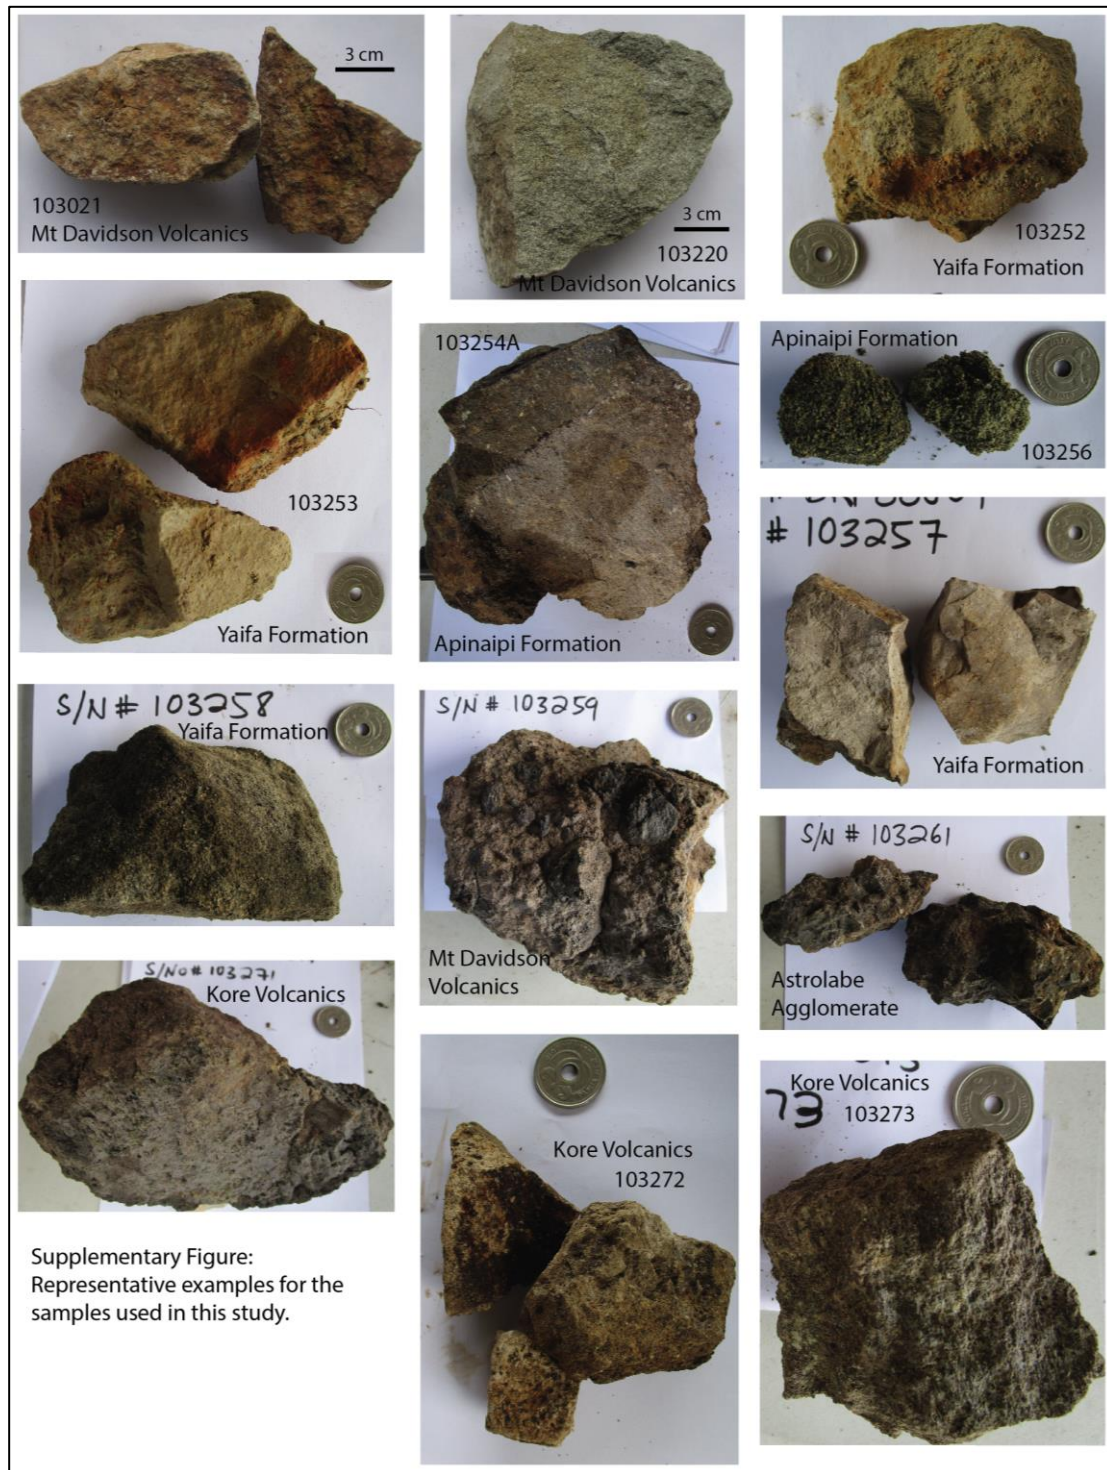 3 cm
103021
Mt Davidson Volcanics
3 cm
103220
Mt Davidson Volcanics
103252
Yaifa Formation
103253
Yaifa Formation
103254A
Apinaipi Formation
Apinaipi Formation
103256
# 103257
Yaifa Formation
S/N # 103258
Yaifa Formation
S/N # 103259
Mt Davidson
Volcanics
S/N # 103261
Astrolabe
Agglomerate
S/No # 103271
Kore Volcanics
Kore Volcanics
103272
Kore Volcanics
73
103273
Supplementary Figure:
Representative examples for the
samples used in this study.